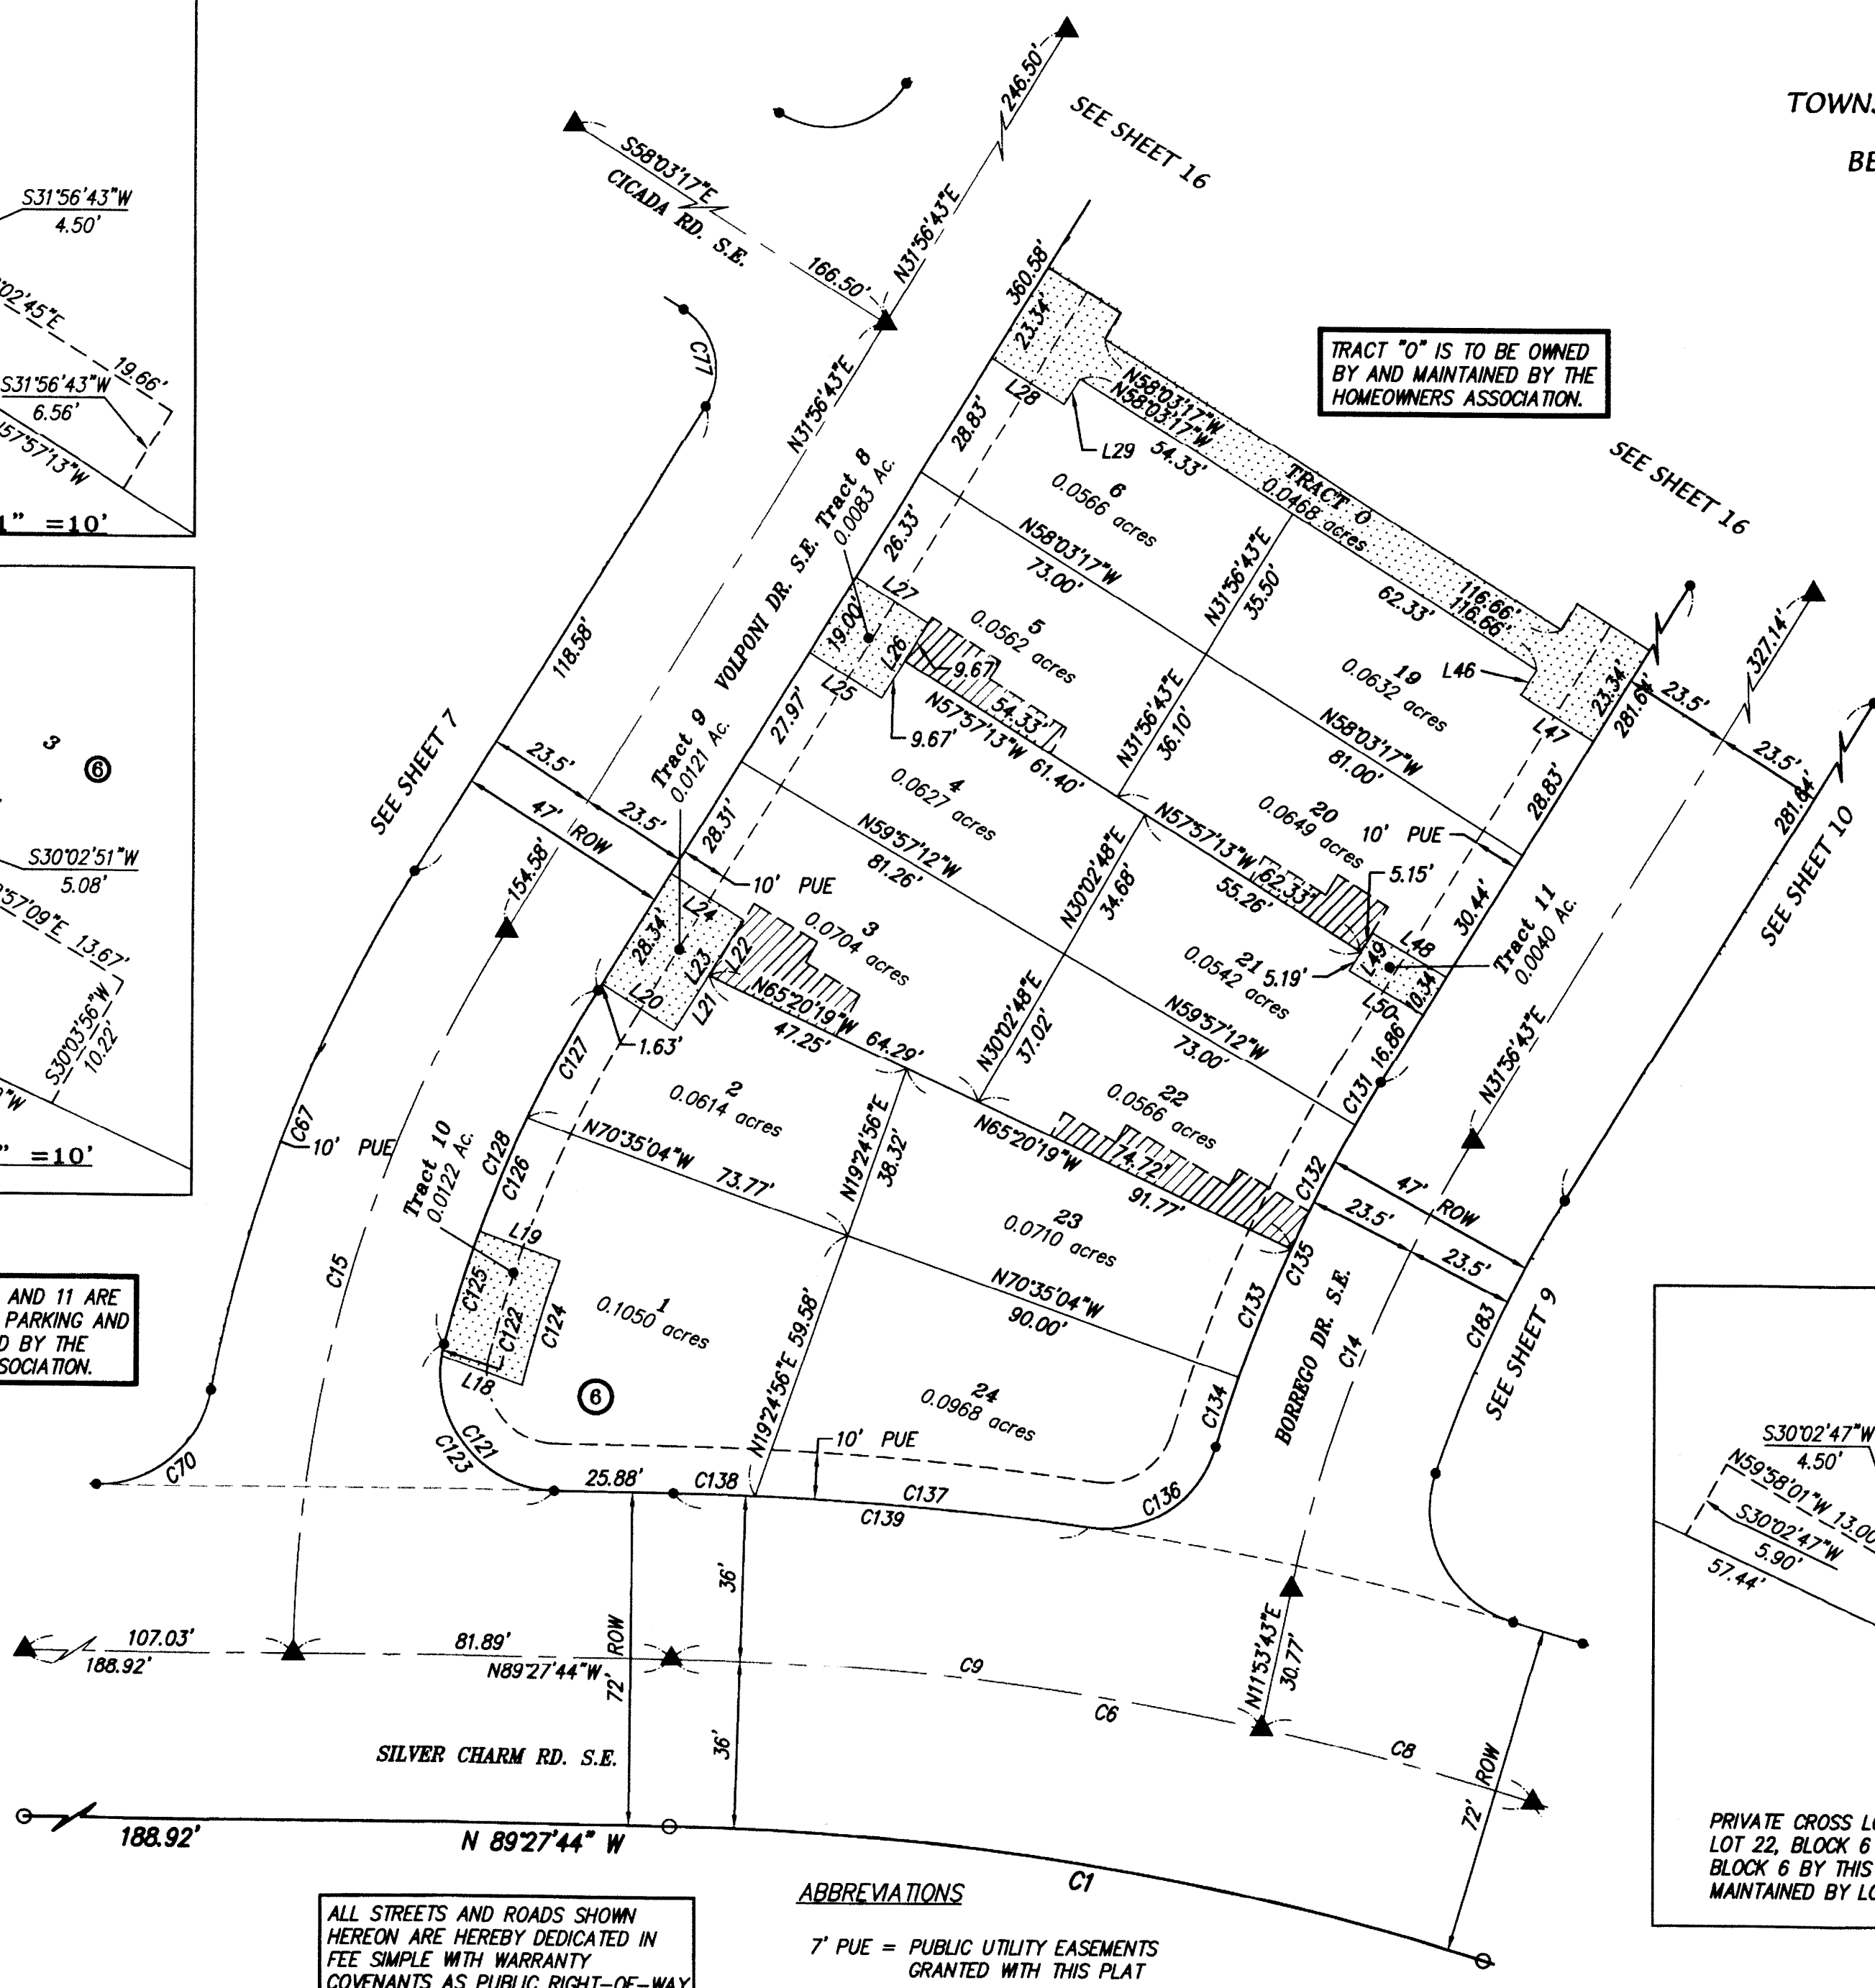 TOWNS
BE
S31°56'43"W
4.50'
02'45"E
19.66'
S31°56'43"W
6.56'
57°57'13"W
1" =10'
246.50'
SEE SHEET 16
S58°03'17"E
CICADA RD. S.E.
166.50'
N31°56'43"E
N31°56'43"E
C77
360.58'
23.34'
L28
28.83'
L29
N58°03'17"W
N58°03'17"W
54.33'
TRACT O
0.0468 acres
116.66'
116.66'
62.33'
TRACT "O" IS TO BE OWNED
BY AND MAINTAINED BY THE
HOMEOWNERS ASSOCIATION.
SEE SHEET 16
6
0.0566 acres
N58°03'17"W
73.00'
N31°56'43"E
35.50'
Tract 8
0.0083 Ac.
VOLPONI DR. S.E.
26.33'
L27
19.00'
L26
L25
9.67
9.67'
5
0.0562 acres
54.33'
N57°57'13"W 61.40'
N31°56'43"E
36.10'
19
0.0632 acres
L46
23.34'
281.64'
L47
23.5'
23.5'
327.14'
281.64'
N58°03'17"W
81.00'
28.83'
118.58'
SEE SHEET 7
3
6
23.5'
23.5'
47' ROW
154.58'
Tract 9
0.0121 Ac.
27.97'
28.31'
10' PUE
4
0.0627 acres
N59°57'12"W
81.26'
20
0.0649 acres
10' PUE
N57°57'13"W
62.33'
55.26'
5.15'
30.44'
SEE SHEET 10
S30°02'51"W
5.08'
57'09"E 13.67'
S30°03'56"W
10.22'
" =10'
L24
28.34'
L23
L22
L20
L21
1.63'
3
0.0704 acres
N65°20'19"W
47.25'
64.29'
N30°02'48"E
34.68'
N30°02'48"E
37.02'
21
0.0542 acres
5.19'
L49
L48
L50
10.34'
Tract 11
0.0040 Ac.
N59°57'12"W
73.00'
16.86'
C131
N31°56'43"E
C67
10' PUE
C127
C128
C126
2
0.0614 acres
N70°35'04"W
73.77'
N19°24'56"E
38.32'
22
0.0566 acres
N65°20'19"W
74.72'
91.77'
C132
47' ROW
23.5'
23.5'
Tract 10
0.0122 Ac.
L19
C125
C122
C124
L18
C15
1
0.1050 acres
6
N19°24'56"E 59.58'
23
0.0710 acres
N70°35'04"W
90.00'
C135
C133
BORREGO DR. S.E.
C14
C183
SEE SHEET 9
AND 11 ARE
PARKING AND
D BY THE
SOCIATION.
C70
C121
C123
25.88'
C138
24
0.0968 acres
10' PUE
C137
C139
C134
C136
S30°02'47"W
4.50'
N59°58'01"W 13.00
S30°02'47"W
5.90'
57.44'
107.03'
188.92'
81.89'
N89°27'44"W
72' ROW
36'
36'
C9
C6
N11°53'43"E
30.77'
C8
72' ROW
SILVER CHARM RD. S.E.
188.92'
N 89°27'44" W
C1
PRIVATE CROSS LO
LOT 22, BLOCK 6
BLOCK 6 BY THIS
MAINTAINED BY LO
ALL STREETS AND ROADS SHOWN
HEREON ARE HEREBY DEDICATED IN
FEE SIMPLE WITH WARRANTY
COVENANTS AS PUBLIC RIGHT-OF-WAY
ABBREVIATIONS
7' PUE = PUBLIC UTILITY EASEMENTS
GRANTED WITH THIS PLAT